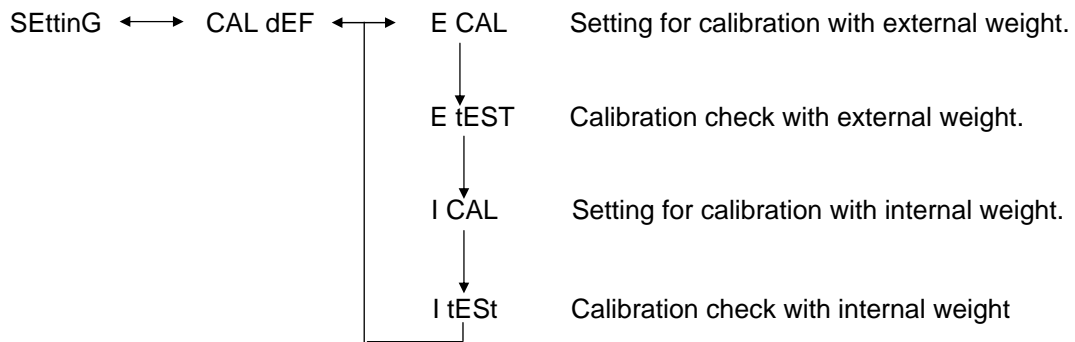 SEttinG CAL dEF E CAL Setting for calibration with external weight.
E tEST Calibration check with external weight.
I CAL Setting for calibration with internal weight.
I tESt Calibration check with internal weight